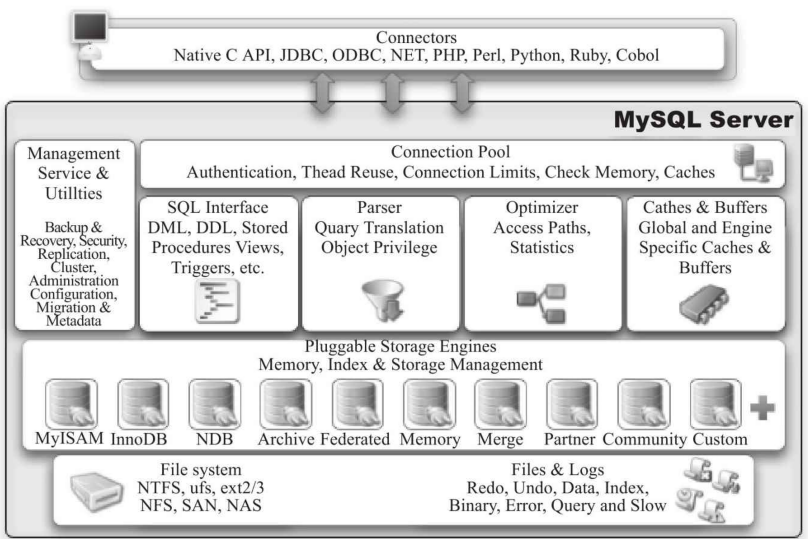 Connectors
Native C API, JDBC, ODBC, NET, PHP, Perl, Python, Ruby, Cobol
MySQL Server
Management
Service &
Utillties
Backup &
Recovery, Security,
Replication,
Cluster,
Administration
Configuration,
Migration &
Metadata
Connection Pool
Authentication, Thead Reuse, Connection Limits, Check Memory, Caches
SQL Interface
DML, DDL, Stored
Procedures Views,
Triggers, etc.
Parser
Quary Translation
Object Privilege
Optimizer
Access Paths,
Statistics
Cathes & Buffers
Global and Engine
Specific Caches &
Buffers
Pluggable Storage Engines
Memory, Index & Storage Management
MyISAM InnoDB NDB Archive Federated Memory Merge Partner Community Custom
File system
NTFS, ufs, ext2/3
NFS, SAN, NAS
Files & Logs
Redo, Undo, Data, Index,
Binary, Error, Query and Slow